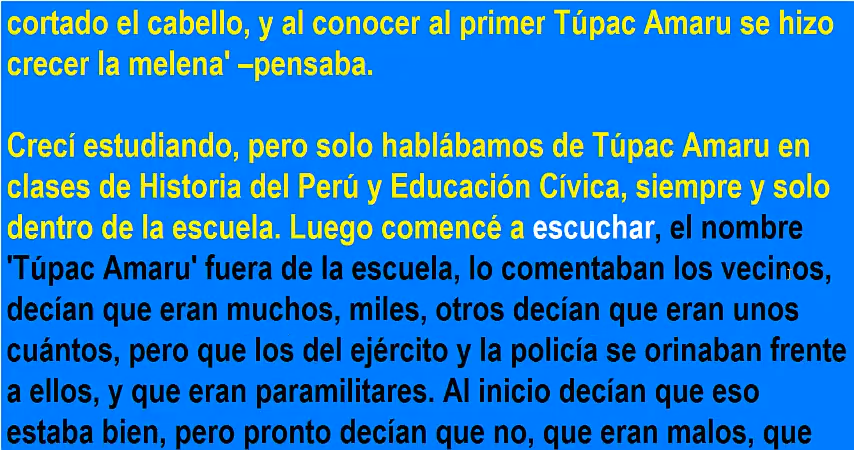 cortado el cabello, y al conocer al primer Túpac Amaru se hizo
crecer la melena' –pensaba.
Crecí estudiando, pero solo hablábamos de Túpac Amaru en
clases de Historia del Perú y Educación Cívica, siempre y solo
dentro de la escuela. Luego comencé a escuchar, el nombre
'Túpac Amaru' fuera de la escuela, lo comentaban los vecinos,
decían que eran muchos, miles, otros decían que eran unos
cuántos, pero que los del ejército y la policía se orinaban frente
a ellos, y que eran paramilitares. Al inicio decían que eso
estaba bien, pero pronto decían que no, que eran malos, que